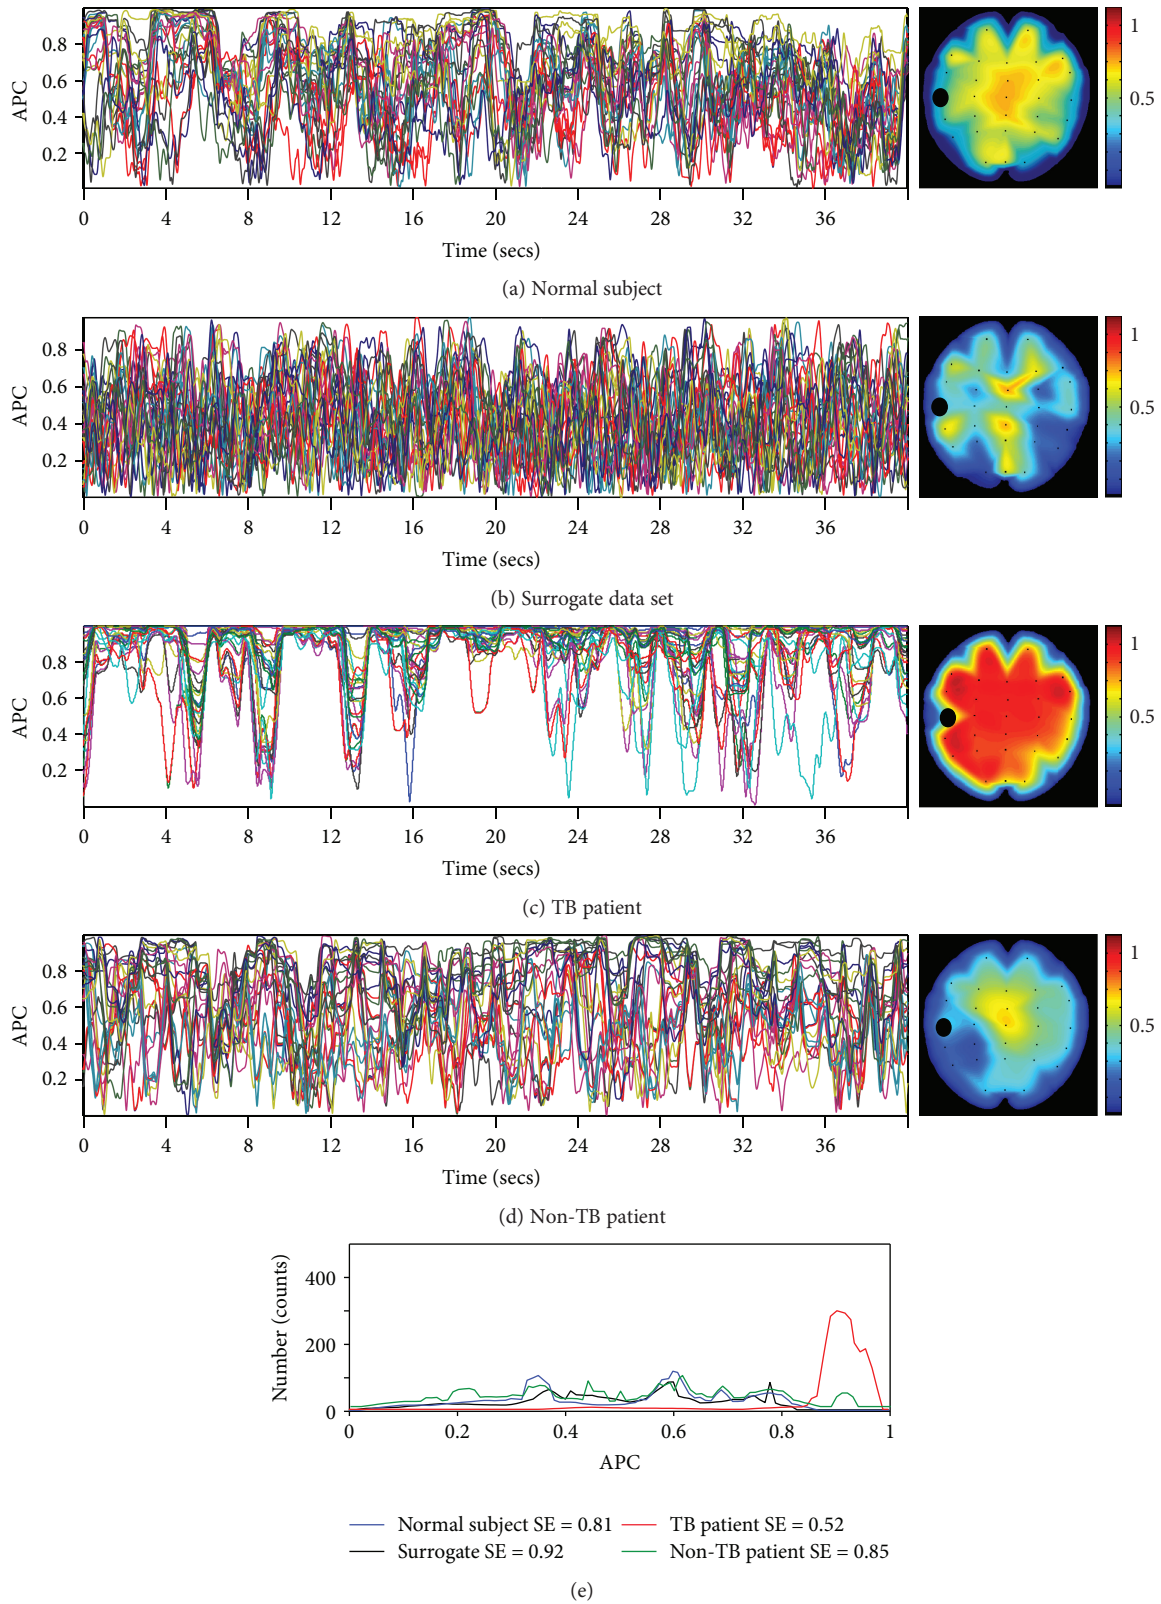 APC
0.8
0.6
0.4
0.2
0 4 8 12 16 20 24 28 32 36
Time (secs)
1
0.5
(a) Normal subject
APC
0.8
0.6
0.4
0.2
0 4 8 12 16 20 24 28 32 36
Time (secs)
1
0.5
(b) Surrogate data set
APC
0.8
0.6
0.4
0.2
0 4 8 12 16 20 24 28 32 36
Time (secs)
1
0.5
(c) TB patient
APC
0.8
0.6
0.4
0.2
0 4 8 12 16 20 24 28 32 36
Time (secs)
1
0.5
(d) Non-TB patient
Number (counts)
400
200
0
0 0.2 0.4 0.6 0.8 1
APC
Normal subject SE = 0.81
TB patient SE = 0.52
Surrogate SE = 0.92
Non-TB patient SE = 0.85
(e)